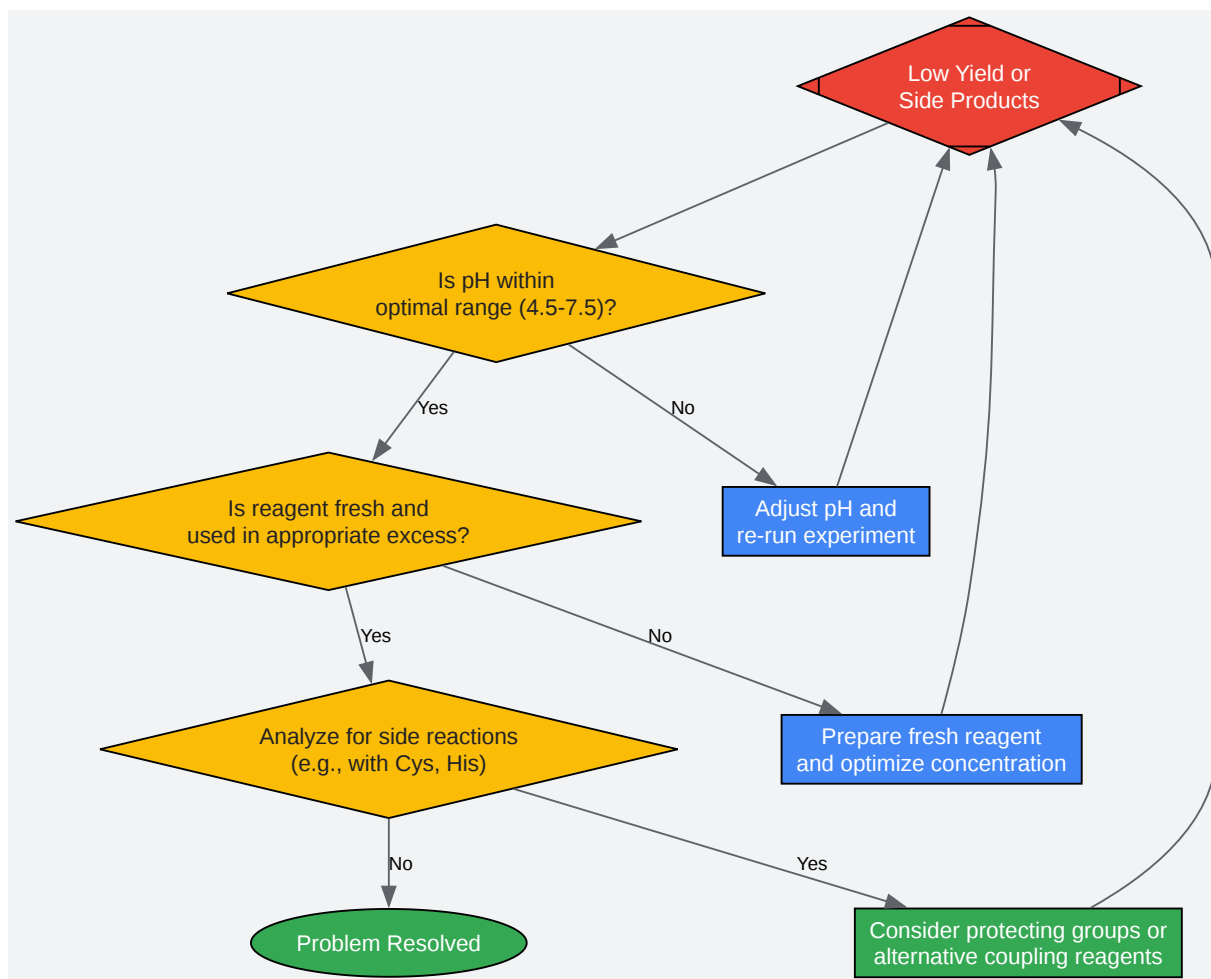 Low Yield or
Side Products
Is pH within
optimal range (4.5-7.5)?
Yes
No
Is reagent fresh and
used in appropriate excess?
Adjust pH and
re-run experiment
Yes
No
Analyze for side reactions
(e.g., with Cys, His)
Prepare fresh reagent
and optimize concentration
No
Yes
Problem Resolved
Consider protecting groups or
alternative coupling reagents